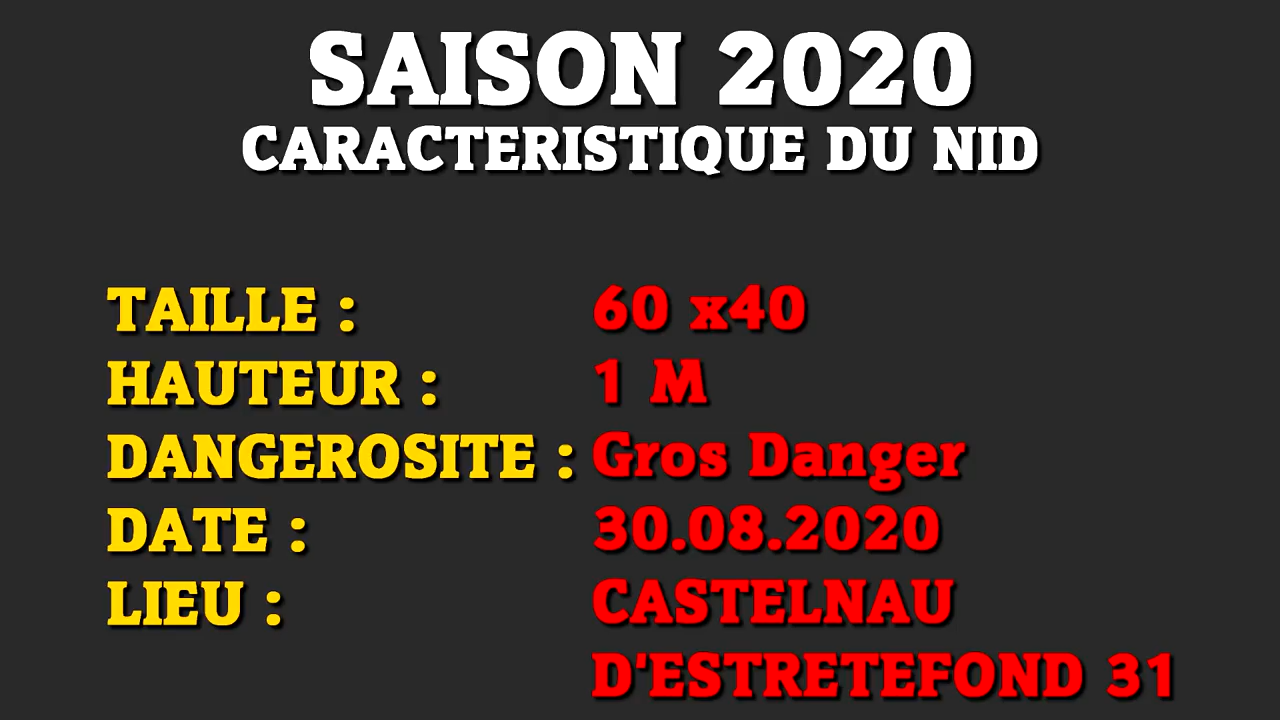 SAISON 2020
CARACTERISTIQUE DU NID
TAILLE : 60 x40
HAUTEUR : 1 M
DANGEROSITE : Gros Danger
DATE : 30.08.2020
LIEU : CASTELNAU
D'ESTRETEFOND 31